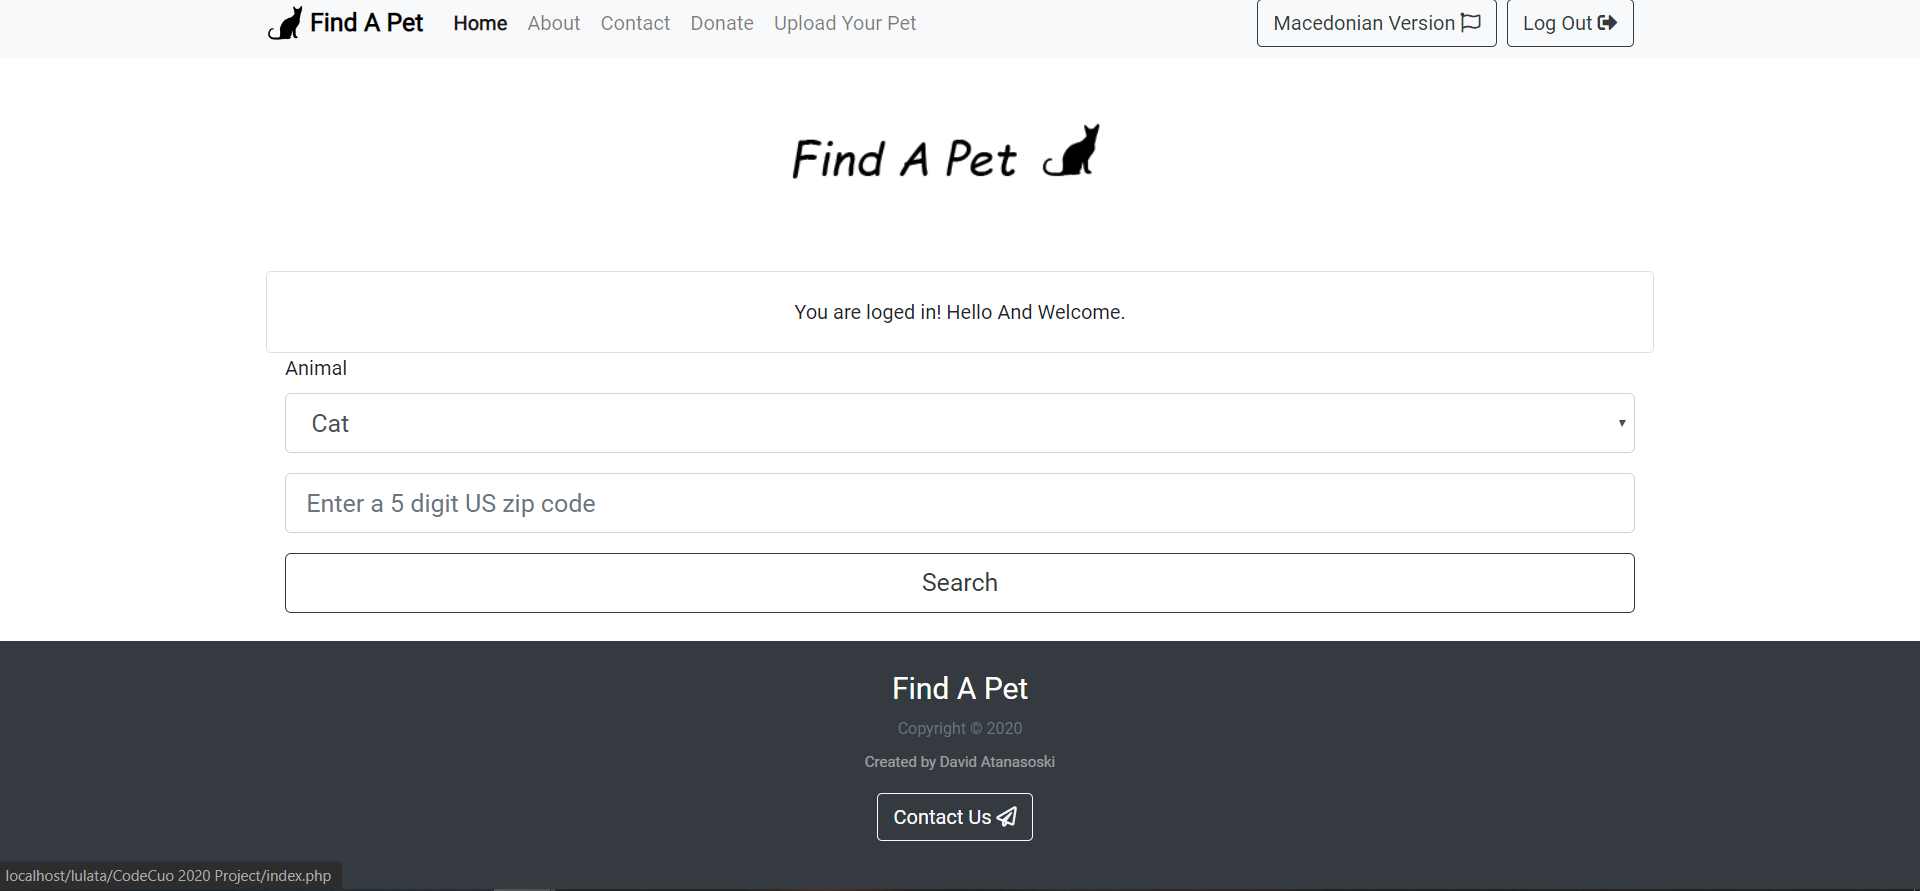 Find A Pet Home About Contact Donate Upload Your Pet Macedonian Version Log Out
Find A Pet
You are loged in! Hello And Welcome.
Animal
Cat
Enter a 5 digit US zip code
Search
Find A Pet
Copyright © 2020
Created by David Atanasoski
Contact Us
localhost/lulata/CodeCuo 2020 Project/index.php